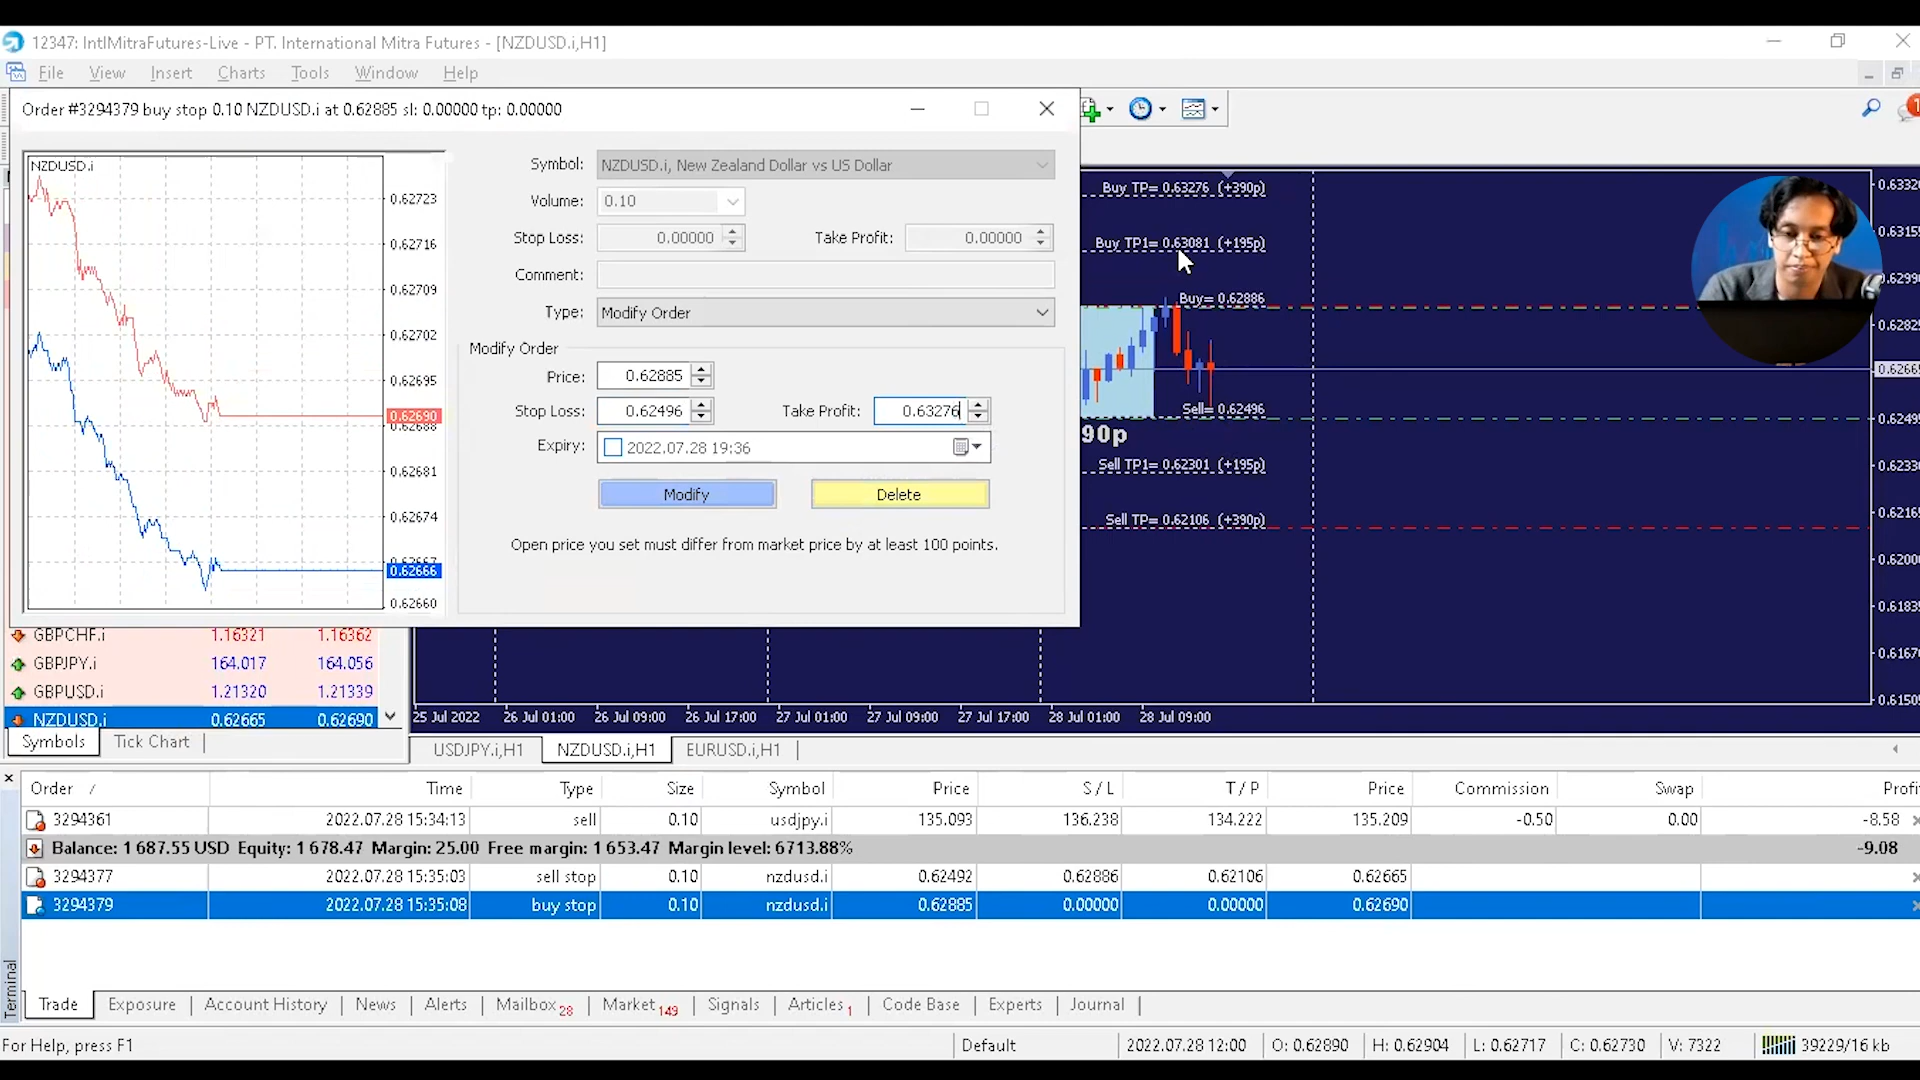 12347: IntlMitraFutures-Live - PT. International Mitra Futures - [NZDUSD.i,H1]
File View Insert Charts Tools Window Help
Order #3294379 buy stop 0.10 NZDUSD.i at 0.62885 sl: 0.00000 tp: 0.00000
NZDUSD.i
0.62723
0.62716
0.62709
0.62702
0.62695
0.62690
0.62688
0.62681
0.62674
0.62666
0.62660
Symbol: NZDUSD.i, New Zealand Dollar vs US Dollar
Volume: 0.10
Stop Loss: 0.00000 Take Profit: 0.00000
Comment:
Type: Modify Order
Modify Order
Price: 0.62885
Stop Loss: 0.62496 Take Profit: 0.63276
Expiry: 2022.07.28 19:36
Modify Delete
Open price you set must differ from market price by at least 100 points.
Buy TP= 0.63276 (+390p)
Buy TP1= 0.63081 (+195p)
Buy= 0.62886
Sell= 0.62496
90p
Sell TP1= 0.62301 (+195p)
Sell TP= 0.62106 (+390p)
GBPCHF.i 1.16321 1.16362
GBPJPY.i 164.017 164.056
GBPUSD.i 1.21320 1.21339
NZDUSD.i 0.62665 0.62690
Symbols Tick Chart
25 Jul 2022 26 Jul 01:00 26 Jul 09:00 26 Jul 17:00 27 Jul 01:00 27 Jul 09:00 27 Jul 17:00 28 Jul 01:00 28 Jul 09:00
USDJPY.i,H1 NZDUSD.i,H1 EURUSD.i,H1
Order / Time Type Size Symbol Price S / L T / P Price Commission Swap Profi
3294361 2022.07.28 15:34:13 sell 0.10 usdjpy.i 135.093 136.238 134.222 135.209 -0.50 0.00 -8.58
Balance: 1 687.55 USD Equity: 1 678.47 Margin: 25.00 Free margin: 1 653.47 Margin level: 6713.88% -9.08
3294377 2022.07.28 15:35:03 sell stop 0.10 nzdusd.i 0.62492 0.62886 0.62106 0.62665
3294379 2022.07.28 15:35:08 buy stop 0.10 nzdusd.i 0.62885 0.00000 0.00000 0.62690
Terminal
Trade Exposure Account History News Alerts Mailbox 28 Market 149 Signals Articles 1 Code Base Experts Journal
For Help, press F1 Default 2022.07.28 12:00 O: 0.62890 H: 0.62904 L: 0.62717 C: 0.62730 V: 7322 39229/16 kb